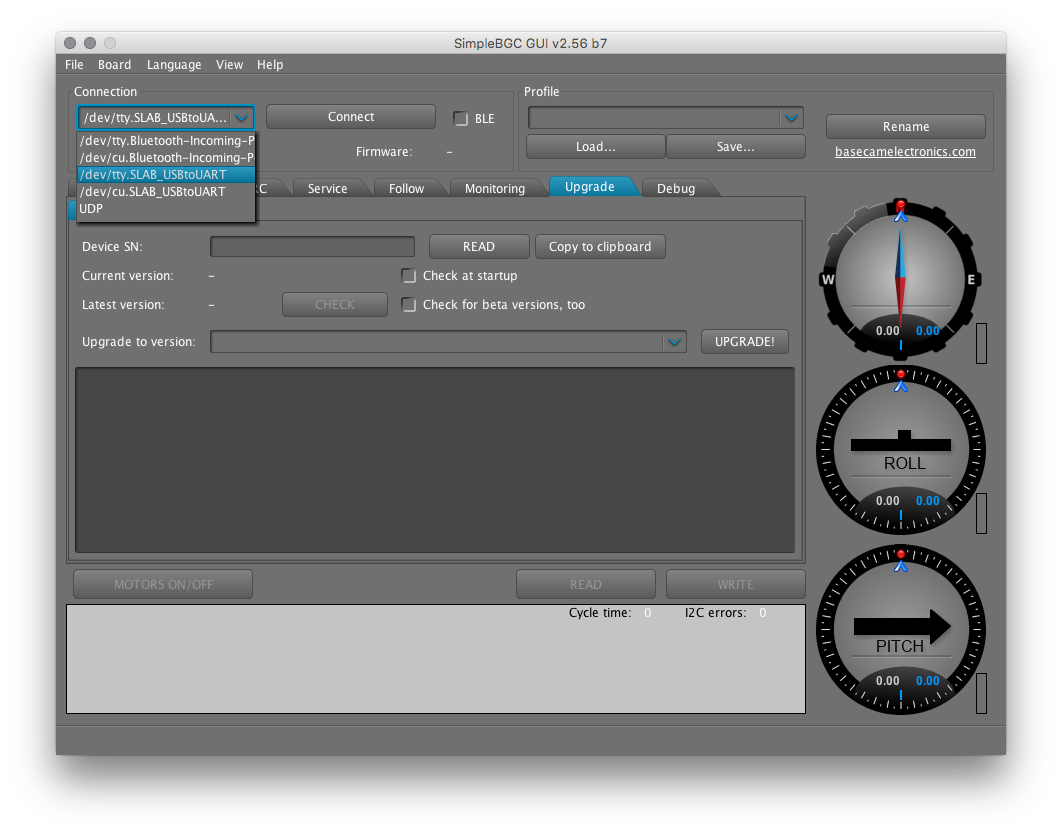 SimpleBGC GUI v2.56 b7
File Board Language View Help
Connection
/dev/tty.SLAB_USBtoUA...
Connect
BLE
/dev/tty.Bluetooth-Incoming-P
/dev/cu.Bluetooth-Incoming-P
/dev/tty.SLAB_USBtoUART
/dev/cu.SLAB_USBtoUART
UDP
Firmware: –
Profile
Load...
Save...
Rename
basecamelectronics.com
Service Follow Monitoring Upgrade Debug
Device SN:
READ
Copy to clipboard
Current version: –
Check at startup
Latest version: –
CHECK
Check for beta versions, too
Upgrade to version:
UPGRADE!
MOTORS ON/OFF
READ
WRITE
Cycle time: 0 I2C errors: 0
W E
0.00 0.00
ROLL
0.00 0.00
PITCH
0.00 0.00